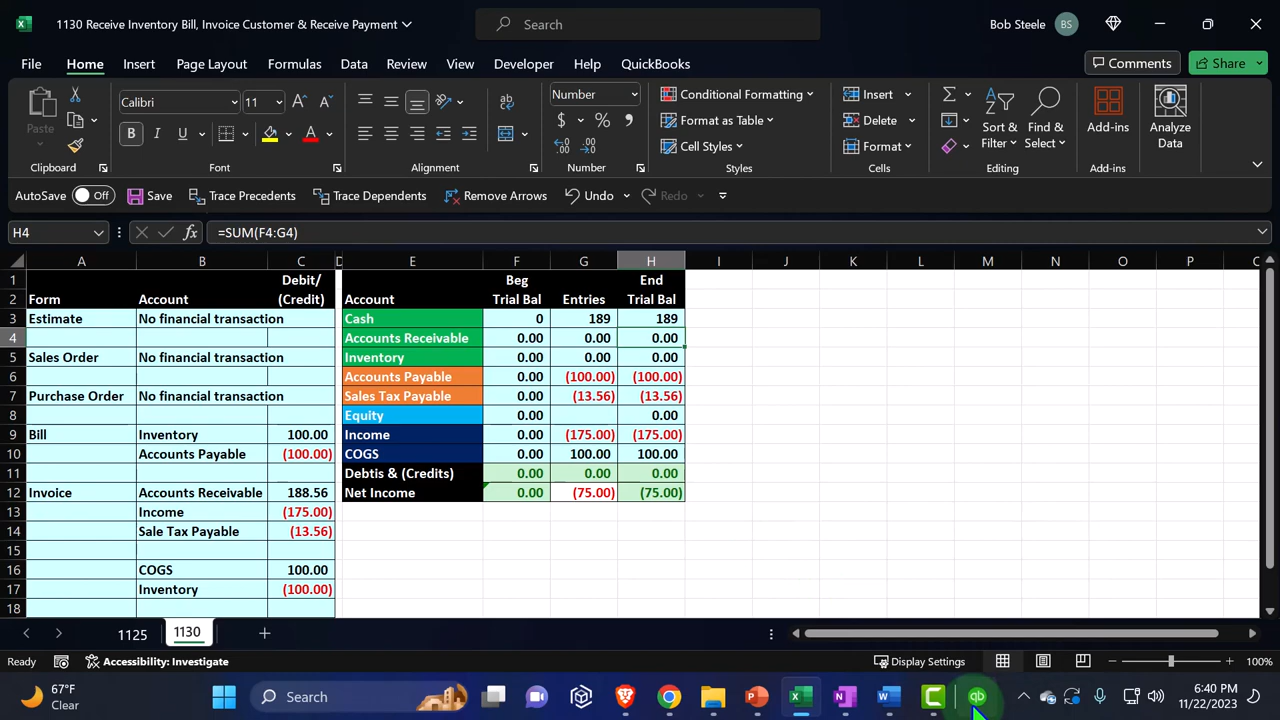 1130 Receive Inventory Bill, Invoice Customer & Receive Payment
Search
Bob Steele
BS
File Home Insert Page Layout Formulas Data Review View Developer Help QuickBooks
Comments Share
Paste
Clipboard
Calibri 11
B I U
Font
Alignment
Number
$ % ,
Number
Conditional Formatting
Format as Table
Cell Styles
Styles
Insert
Delete
Format
Cells
Sort & Filter
Find & Select
Editing
Add-ins
Add-ins
Analyze Data
AutoSave Off Save Trace Precedents Trace Dependents Remove Arrows Undo Redo
H4 fx =SUM(F4:G4)
A B C D E F G H I J K L M N O P
1 Debit/ Beg End
2 Form Account (Credit) Account Trial Bal Entries Trial Bal
3 Estimate No financial transaction Cash 0 189 189
4 Accounts Receivable 0.00 0.00 0.00
5 Sales Order No financial transaction Inventory 0.00 0.00 0.00
6 Accounts Payable 0.00 (100.00) (100.00)
7 Purchase Order No financial transaction Sales Tax Payable 0.00 (13.56) (13.56)
8 Equity 0.00 0.00
9 Bill Inventory 100.00 Income 0.00 (175.00) (175.00)
10 Accounts Payable (100.00) COGS 0.00 100.00 100.00
11 Debtis & (Credits) 0.00 0.00 0.00
12 Invoice Accounts Receivable 188.56 Net Income 0.00 (75.00) (75.00)
13 Income (175.00)
14 Sale Tax Payable (13.56)
15
16 COGS 100.00
17 Inventory (100.00)
18
1125 1130
Ready Accessibility: Investigate Display Settings 100%
67°F
Clear
Search
qb
6:40 PM
11/22/2023